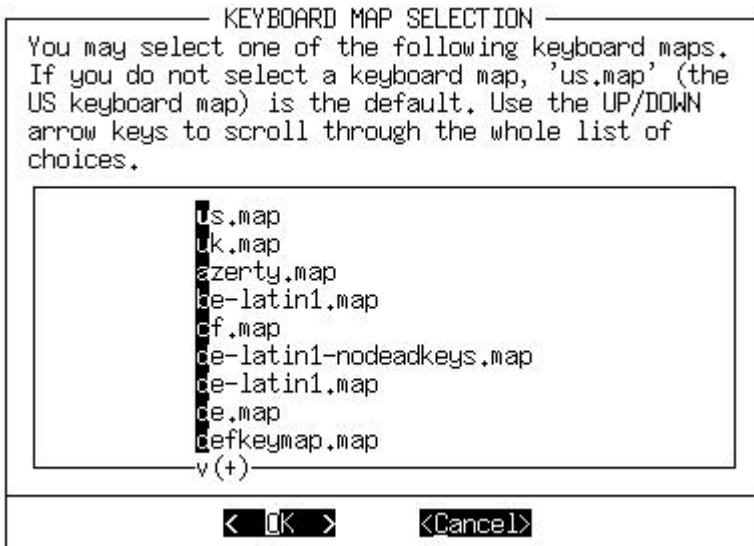 KEYBOARD MAP SELECTION
You may select one of the following keyboard maps.
If you do not select a keyboard map, 'us.map' (the
US keyboard map) is the default. Use the UP/DOWN
arrow keys to scroll through the whole list of
choices.
us.map
uk.map
azerty.map
be-latin1.map
cf.map
de-latin1-nodeadkeys.map
de-latin1.map
de.map
defkeymap.map
v(+)
< OK > <Cancel>